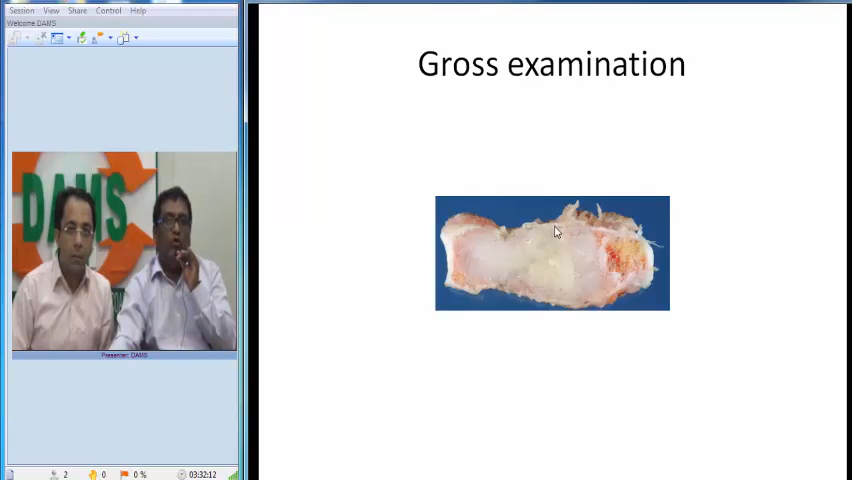 Session View Share Control Help
Welcome DAMS
Gross examination
DAMS
Presenter: DAMS
2 0 0 % 03:32:12